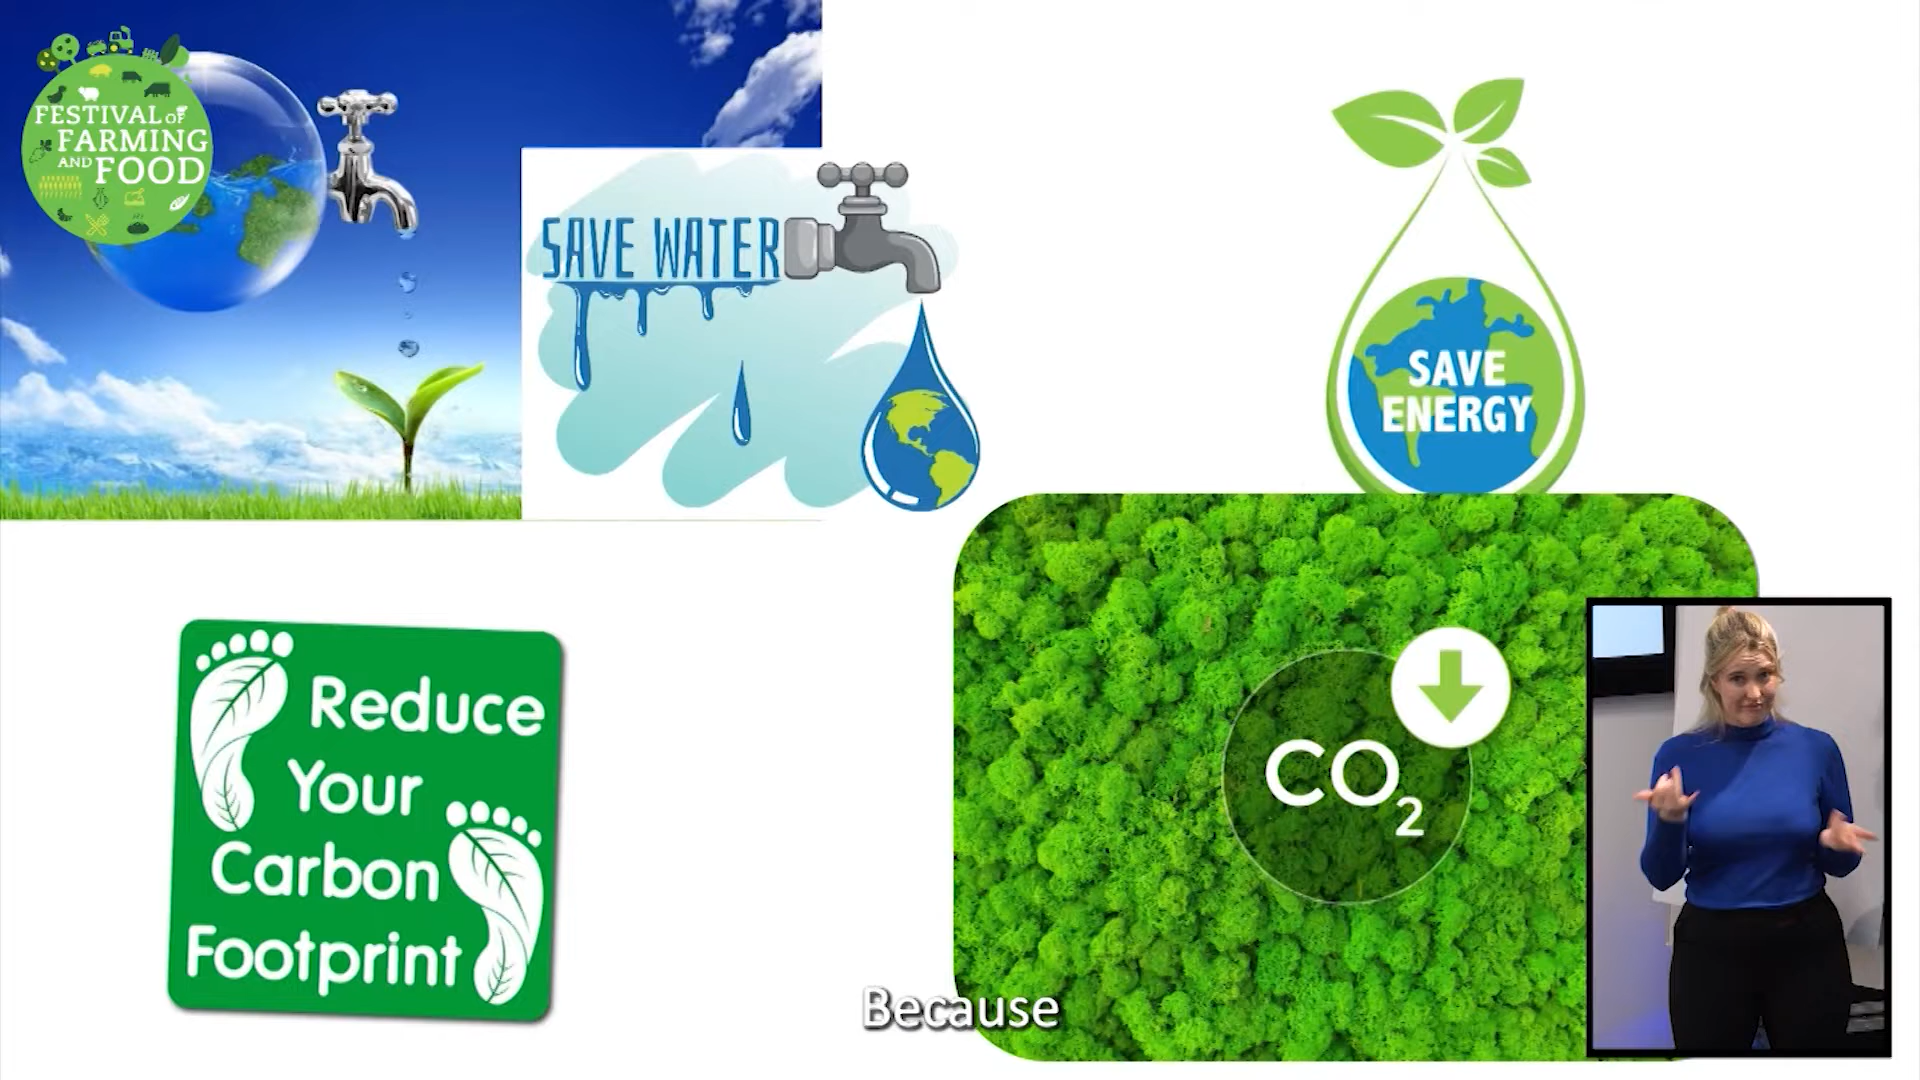 FESTIVAL OF
FARMING
AND FOOD
SAVE WATER
SAVE
ENERGY
Reduce
Your
Carbon
Footprint
CO2
Because